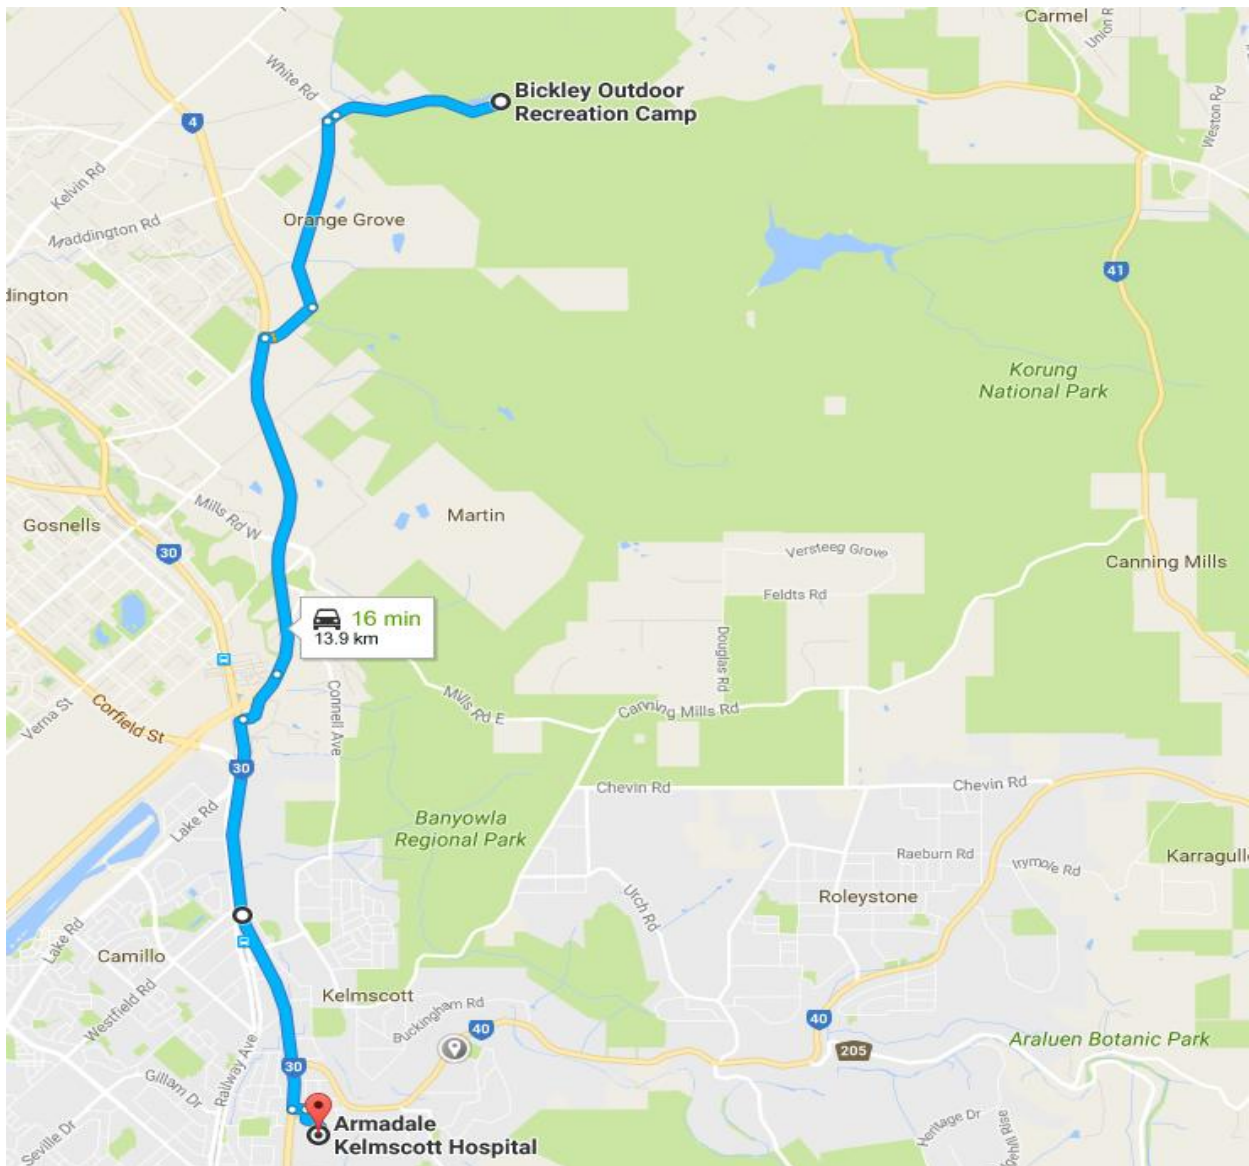 Carmel
Union R
White Rd
Bickley Outdoor
Recreation Camp
4
Weston Rd
Kelvin Rd
Maddington Rd
Orange Grove
41
dington
Korung
National Park
Mills Rd W
Martin
Gosnells
30
Versteeg Grove
Canning Mills
Feldts Rd
16 min
13.9 km
Douglas Rd
Connell Ave
Verna St
Corfield St
Mills Rd E
Canning Mills Rd
30
Chevin Rd
Chevin Rd
Lake Rd
Banyowla
Regional Park
Raeburn Rd
Irymple Rd
Karragulle
Urch Rd
Roleystone
Lake Rd
Camillo
Westfield Rd
Kelmscott
Buckingham Rd
40
40
205
Araluen Botanic Park
Railway Ave
30
Gillam Dr
Armadale
Kelmscott Hospital
Heritage Dr
Seville Dr